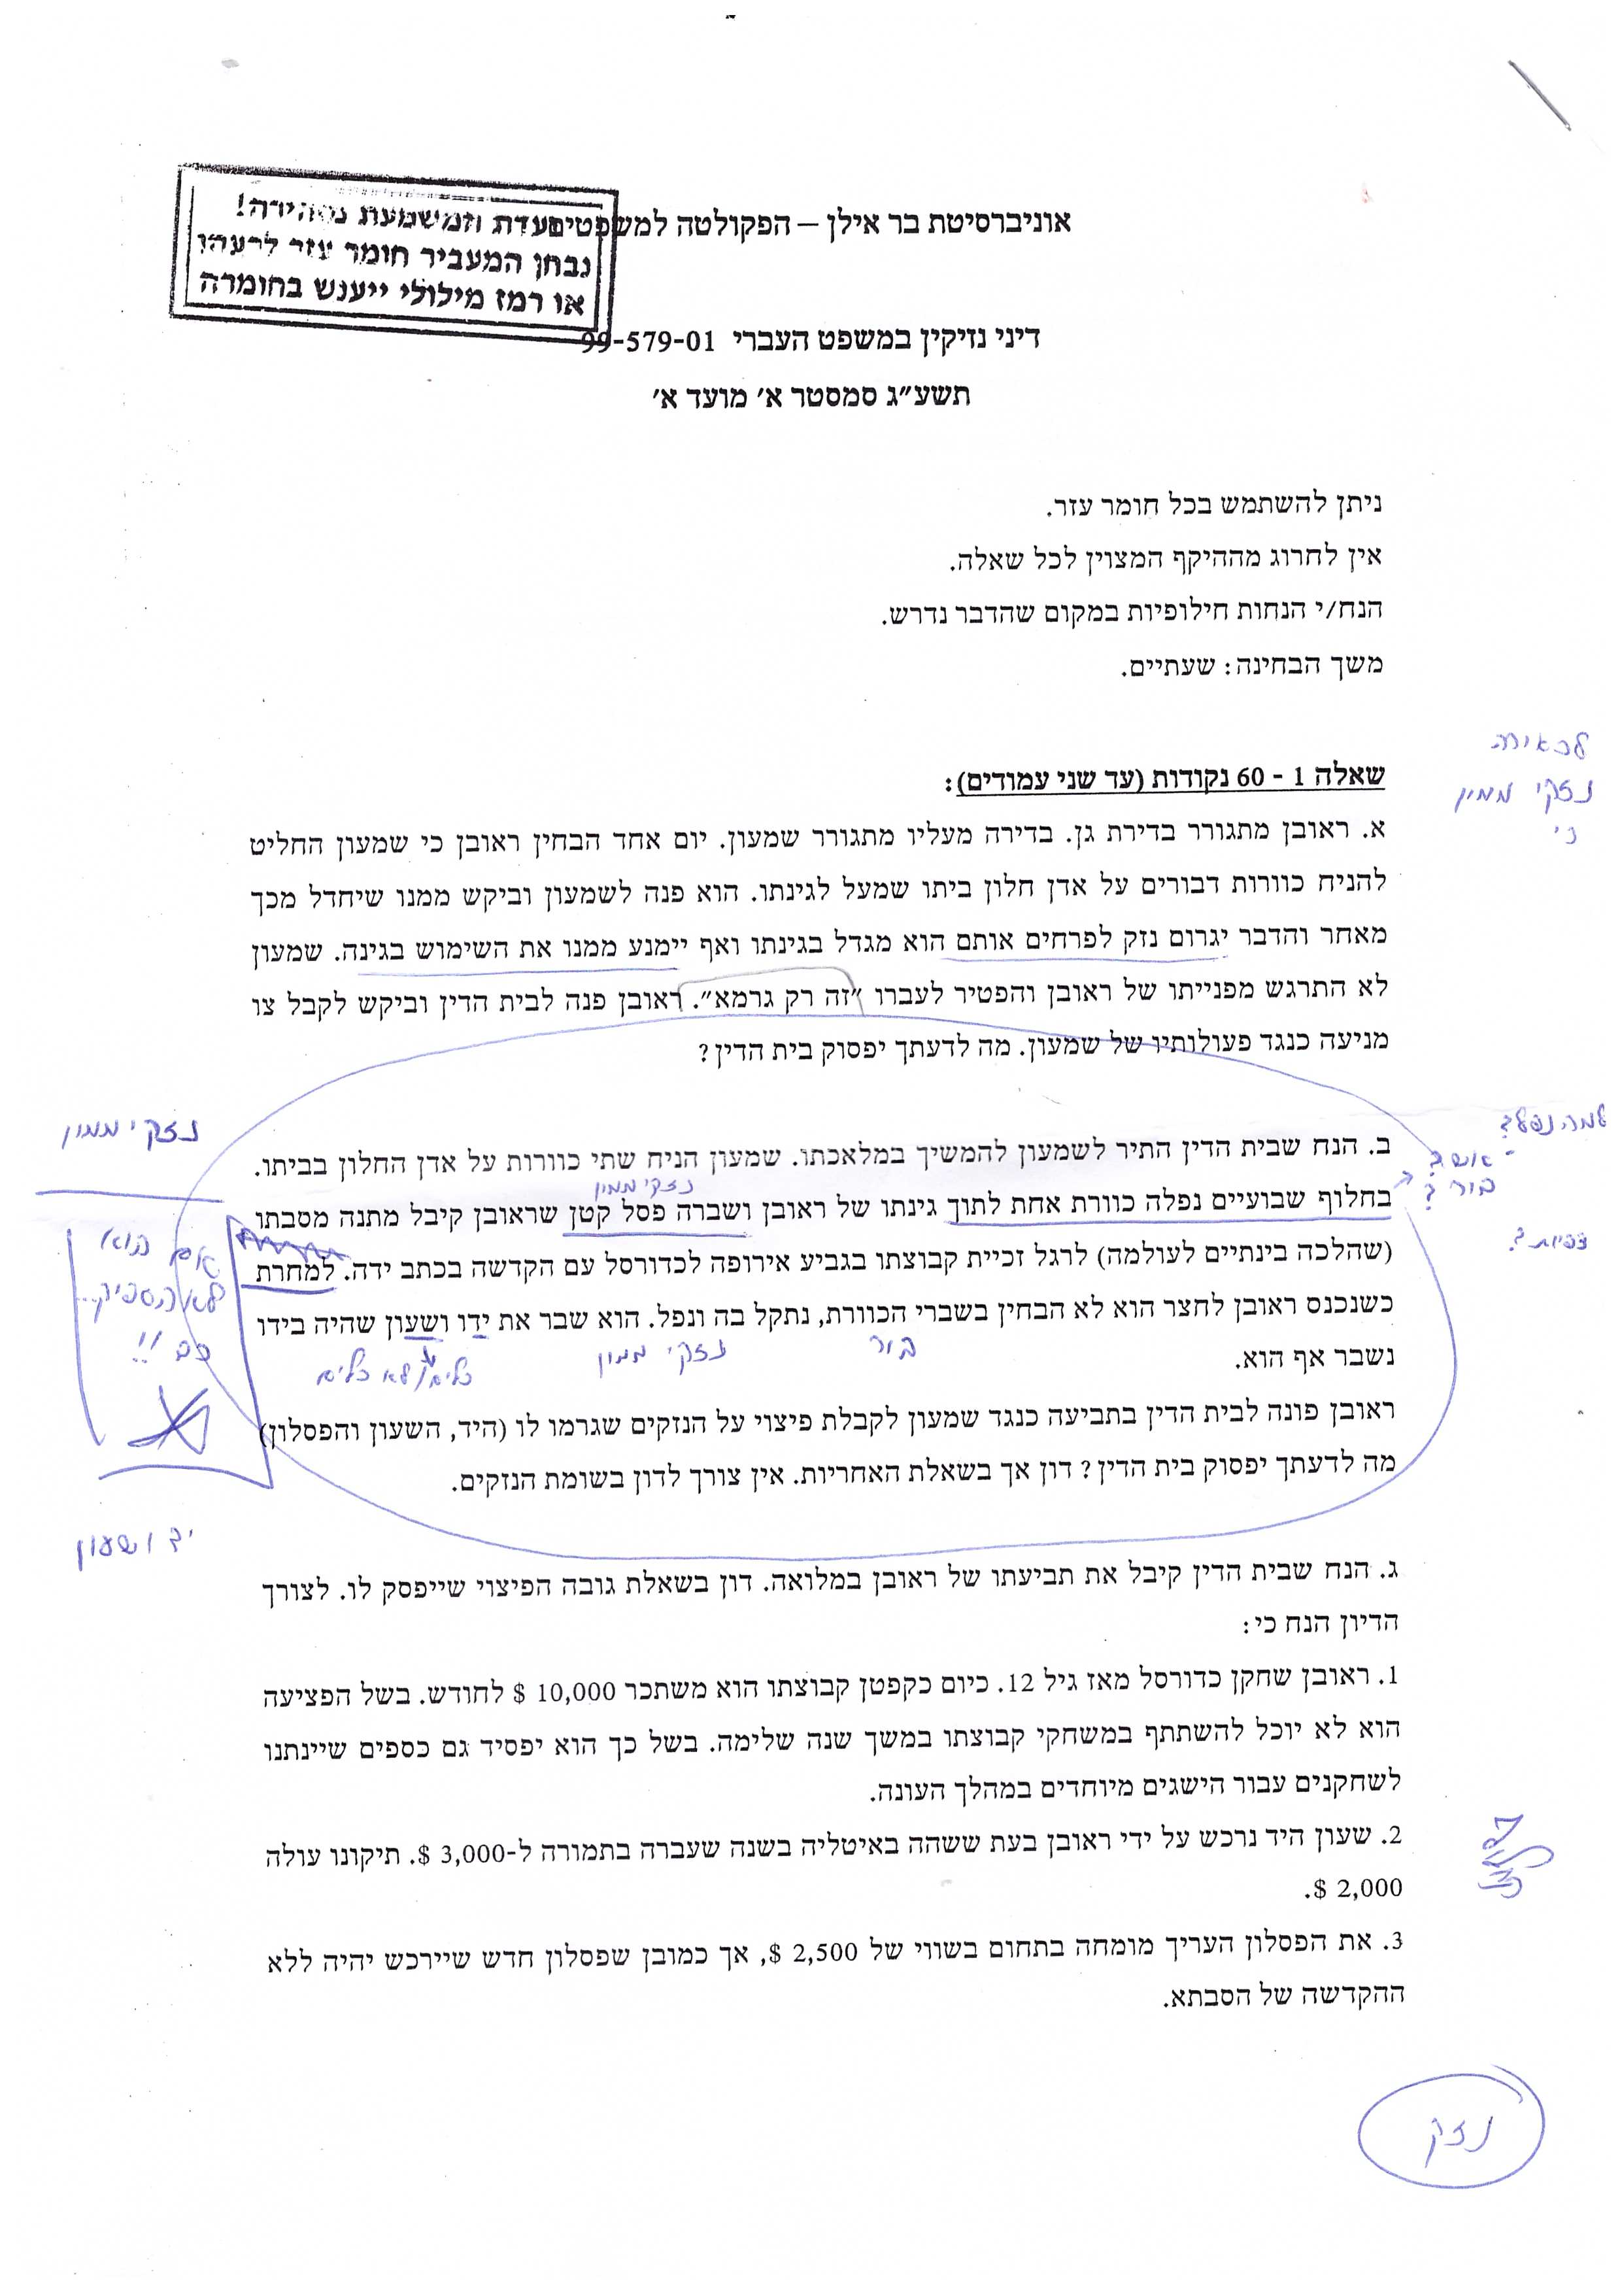 אוניברסיטת בר אילן – הפקולטה למשפטים
ועדת המשמעת מזהירה!
נבחן המעביר חומר עזר לרעהו
או רמז מילולי ייענש בחומרה
דיני נזיקין במשפט העברי 99-579-01
תשע"ג סמסטר א' מועד א'
ניתן להשתמש בכל חומר עזר.
אין לחרוג מההיקף המצוין לכל שאלה.
הנח/י הנחות חילופיות במקום שהדבר נדרש.
משך הבחינה: שעתיים.
לכאורה
נזקי ממון
כי
שאלה 1 - 60 נקודות (עד שני עמודים):
א. ראובן מתגורר בדירת גן. בדירה מעליו מתגורר שמעון. יום אחד הבחין ראובן כי שמעון החליט
להניח כוורות דבורים על אדן חלון ביתו שמעל לגינתו. הוא פנה לשמעון וביקש ממנו שיחדל מכך
מאחר והדבר יגרום נזק לפרחים אותם הוא מגדל בגינתו ואף יימנע ממנו את השימוש בגינה. שמעון
לא התרגש מפנייתו של ראובן והפטיר לעברו "זה רק גרמא". ראובן פנה לבית הדין וביקש לקבל צו
מניעה כנגד פעולותיו של שמעון. מה לדעתך יפסוק בית הדין?
למה נפל?
אש?
בור?
נזקי ממון
ב. הנח שבית הדין התיר לשמעון להמשיך במלאכתו. שמעון הניח שתי כוורות על אדן החלון בביתו.
נזקי ממון
בחלוף שבועיים נפלה כוורת אחת לתוך גינתו של ראובן ושברה פסל קטן שראובן קיבל מתנה מסבתו
צפיות?
(שהלכה בינתיים לעולמה) לרגל זכיית קבוצתו בגביע אירופה לכדורסל עם הקדשה בכתב ידה. למחרת
אם הוא
לא הספיק..
כשנכנס ראובן לחצר הוא לא הבחין בשברי הכוורת, נתקל בה ונפל. הוא שבר את ידו ושעון שהיה בידו
בור
נזקי ממון
כלים/לא כלים
נשבר אף הוא.
ראובן פונה לבית הדין בתביעה כנגד שמעון לקבלת פיצוי על הנזקים שגרמו לו (היד, השעון והפסלון)
מה לדעתך יפסוק בית הדין? דון אך בשאלת האחריות. אין צורך לדון בשומת הנזקים.
יד ושעון
ג. הנח שבית הדין קיבל את תביעתו של ראובן במלואה. דון בשאלת גובה הפיצוי שייפסק לו. לצורך
הדיון הנח כי:
1. ראובן שחקן כדורסל מאז גיל 12. כיום כקפטן קבוצתו הוא משתכר 10,000 $ לחודש. בשל הפציעה
הוא לא יוכל להשתתף במשחקי קבוצתו במשך שנה שלימה. בשל כך הוא יפסיד גם כספים שיינתנו
לשחקנים עבור הישגים מיוחדים במהלך העונה.
2. שעון היד נרכש על ידי ראובן בעת ששהה באיטליה בשנה שעברה בתמורה ל-3,000 $. תיקונו עולה
2,000 $.
3. את הפסלון העריך מומחה בתחום בשווי של 2,500 $, אך כמובן שפסלון חדש שיירכש יהיה ללא
ההקדשה של הסבתא.
נזק